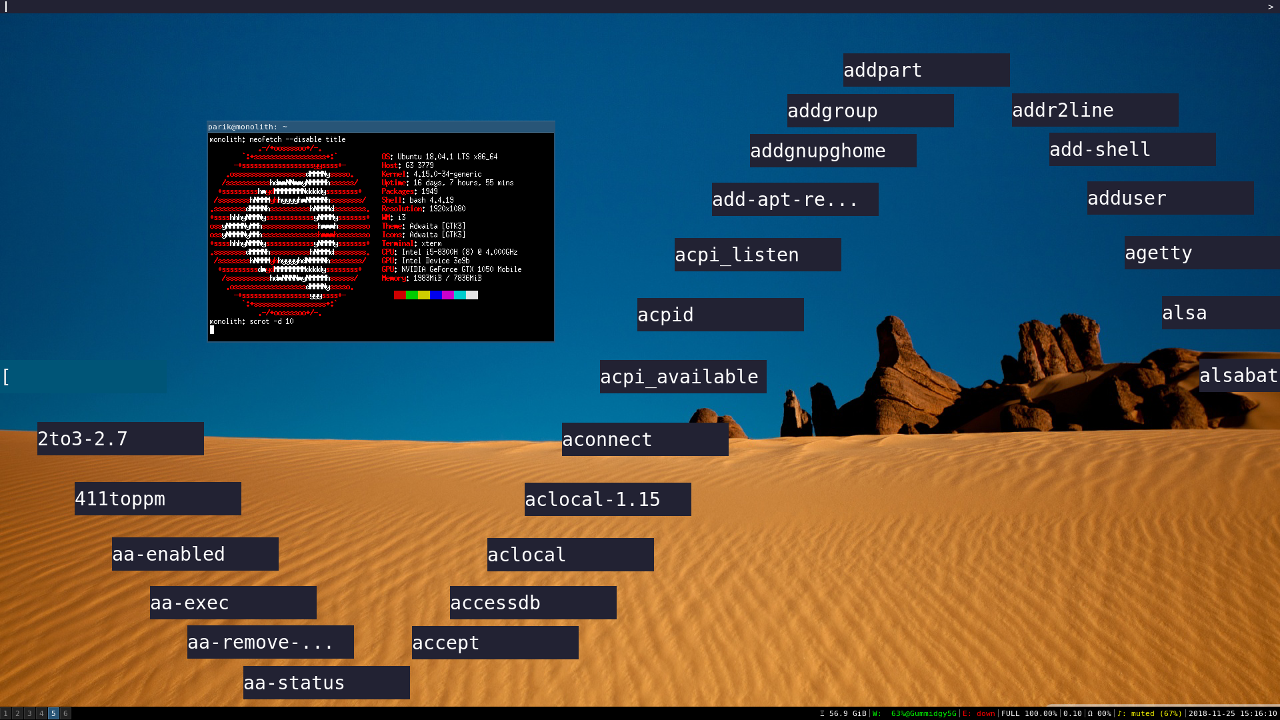 >
parik@monolith: ~
monolith; neofetch --disable title
OS: Ubuntu 18.04.1 LTS x86_64
Host: G3 3779
Kernel: 4.15.0-34-generic
Uptime: 16 days, 7 hours, 55 mins
Packages: 1949
Shell: bash 4.4.19
Resolution: 1920x1080
WM: i3
Theme: Adwaita [GTK3]
Icons: Adwaita [GTK3]
Terminal: xterm
CPU: Intel i5-8300H (8) @ 4.000GHz
GPU: Intel Device 3e9b
GPU: NVIDIA GeForce GTX 1050 Mobile
Memory: 1983MiB / 7836MiB
monolith; scrot -d 10
[
2to3-2.7
411toppm
aa-enabled
aa-exec
aa-remove-...
aa-status
accept
accessdb
aclocal
aclocal-1.15
aconnect
acpi_available
acpid
acpi_listen
add-apt-re...
addgnupghome
addgroup
addpart
addr2line
add-shell
adduser
agetty
alsa
alsabat
1 2 3 4 5 6
Ξ 56.9 GiB|W: 63%@Gummidgy5G|E: down|FULL 100.00%|0.10|Ω 00%|♪: muted (67%)|2018-11-25 15:16:10